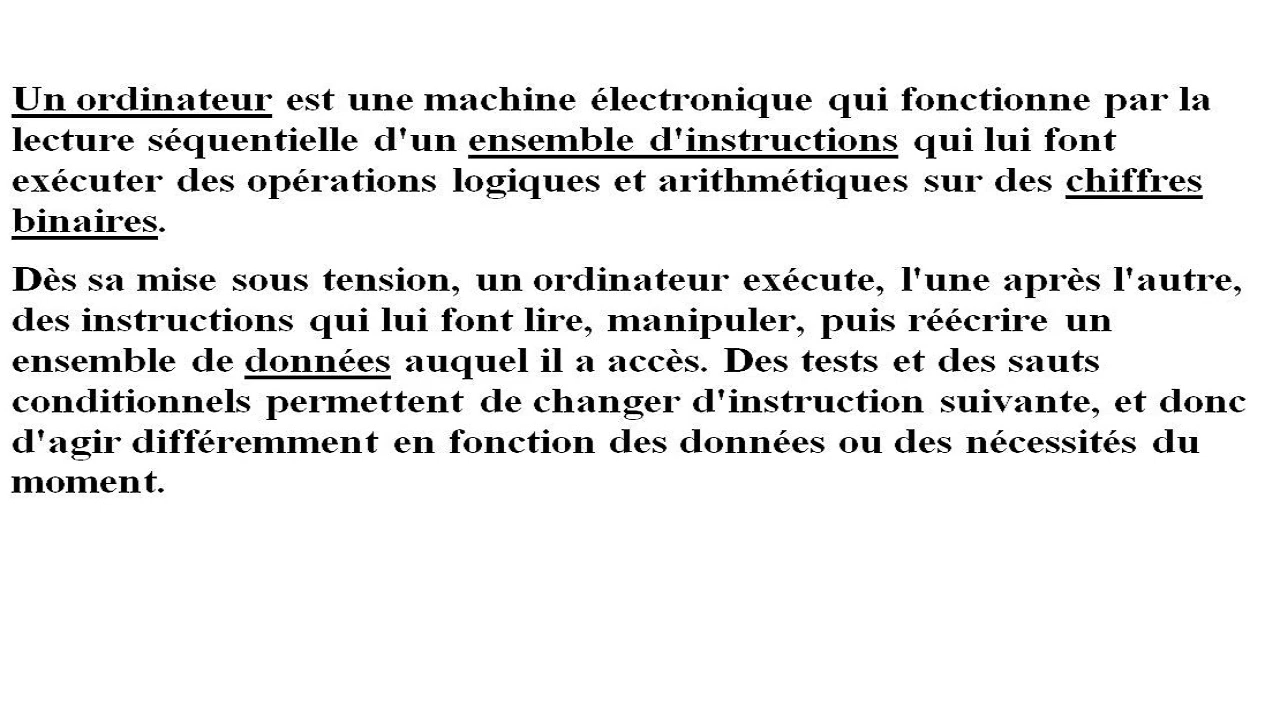 Un ordinateur est une machine électronique qui fonctionne par la
lecture séquentielle d'un ensemble d'instructions qui lui font
exécuter des opérations logiques et arithmétiques sur des chiffres
binaires.
Dès sa mise sous tension, un ordinateur exécute, l'une après l'autre,
des instructions qui lui font lire, manipuler, puis réécrire un
ensemble de données auquel il a accès. Des tests et des sauts
conditionnels permettent de changer d'instruction suivante, et donc
d'agir différemment en fonction des données ou des nécessités du
moment.